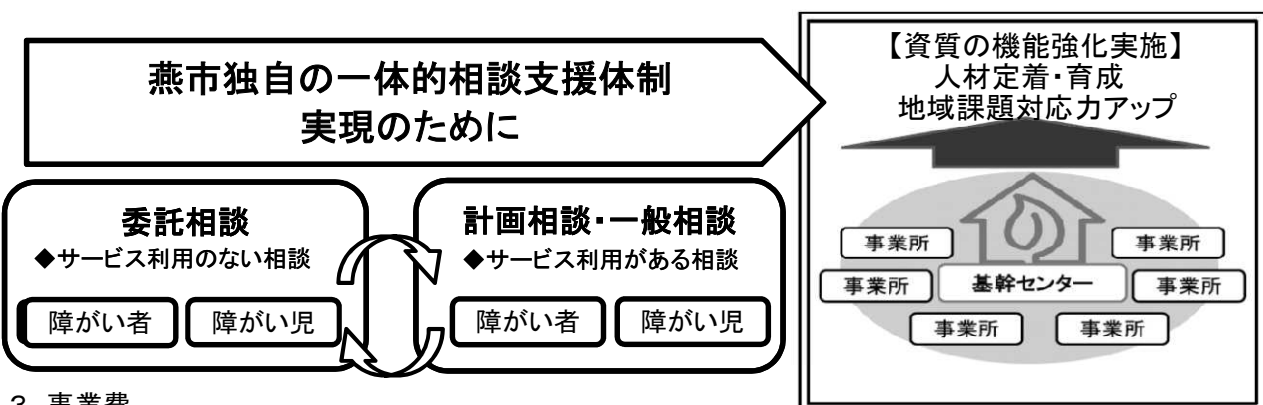 燕市独自の一体的相談支援体制
実現のために
委託相談
◆サービス利用のない相談
障がい者
障がい児
計画相談・一般相談
◆サービス利用がある相談
障がい者
障がい児
【資質の機能強化実施】
人材定着・育成
地域課題対応力アップ
事業所
事業所
事業所
基幹センター
事業所
事業所
事業所
3 事業費